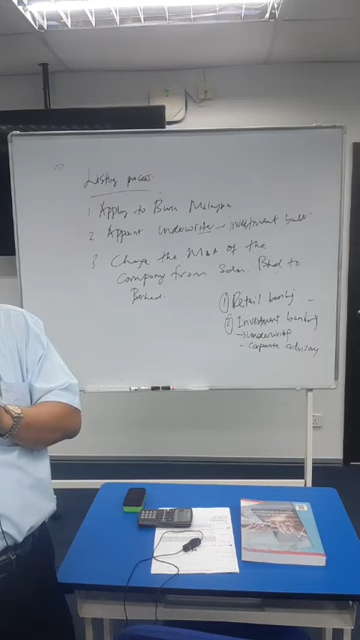 Listing process
1 Apply to Bursa Malaysia
2 Appoint underwriter → investment banker
3 Change the M&A of the
Company from Sdn. Bhd to
Berhad.
① Retail banking -
② Investment banking
→ underwriting
- corporate advisory